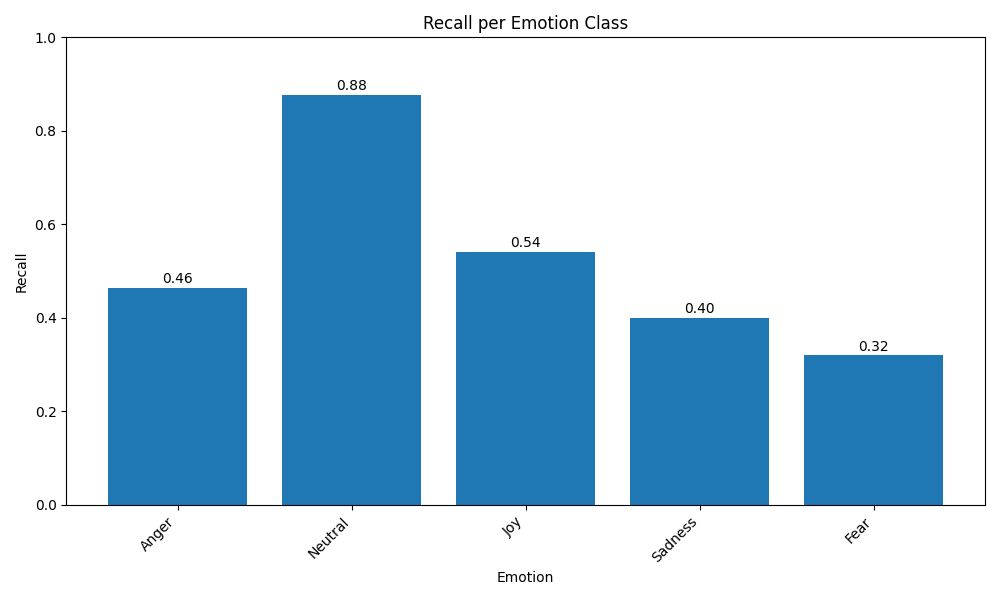 Recall per Emotion Class
1.0
0.8
0.6
0.4
0.2
0.0
Recall
0.46
0.88
0.54
0.40
0.32
Anger
Neutral
Joy
Sadness
Fear
Emotion